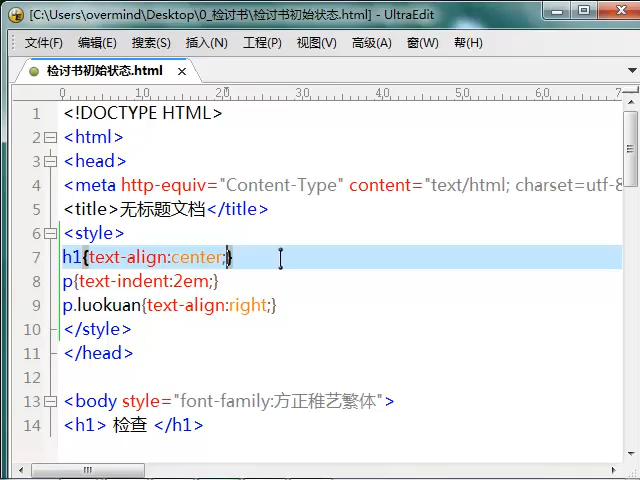 [C:\Users\overmind\Desktop\0_检讨书\检讨书初始状态.html] - UltraEdit
文件(F) 编辑(E) 搜索(S) 插入(N) 工程(P) 视图(V) 高级(A) 窗(W) 帮(H)
检讨书初始状态.html ×
0 10 20 30 40 50 60 7
1 <!DOCTYPE HTML>
2 <html>
3 <head>
4 <meta http-equiv="Content-Type" content="text/html; charset=utf-8
5 <title>无标题文档</title>
6 <style>
7 h1{text-align:center;}
8 p{text-indent:2em;}
9 p.luokuan{text-align:right;}
10 </style>
11 </head>
12
13 <body style="font-family:方正稚艺繁体">
14 <h1> 检查 </h1>